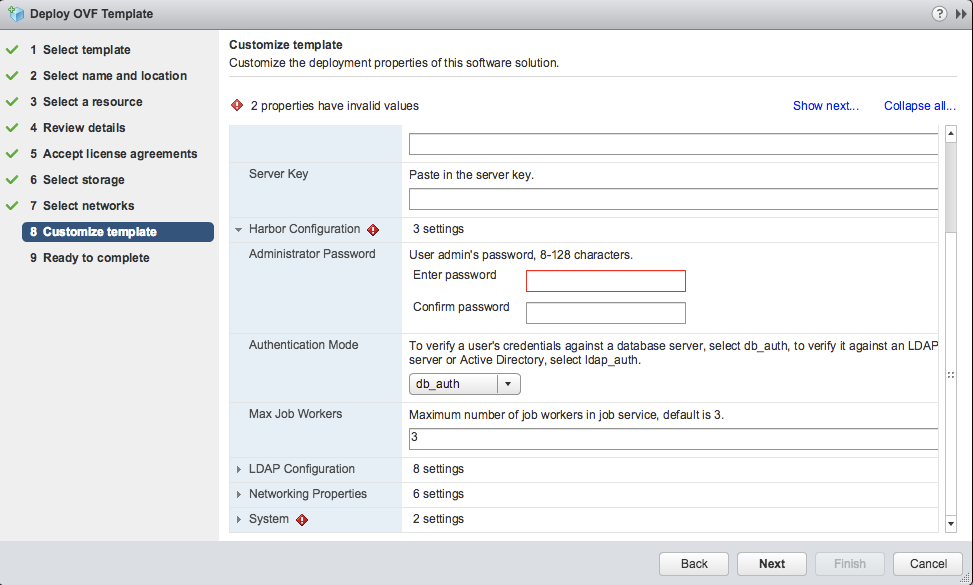 Deploy OVF Template
?
1 Select template
2 Select name and location
3 Select a resource
4 Review details
5 Accept license agreements
6 Select storage
7 Select networks
8 Customize template
9 Ready to complete
Customize template
Customize the deployment properties of this software solution.
2 properties have invalid values
Show next...
Collapse all...
Server Key
Paste in the server key.
Harbor Configuration
3 settings
Administrator Password
User admin's password, 8-128 characters.
Enter password
Confirm password
Authentication Mode
To verify a user's credentials against a database server, select db_auth, to verify it against an LDAP
server or Active Directory, select ldap_auth.
db_auth
Max Job Workers
Maximum number of job workers in job service, default is 3.
3
LDAP Configuration
8 settings
Networking Properties
6 settings
System
2 settings
Back
Next
Finish
Cancel